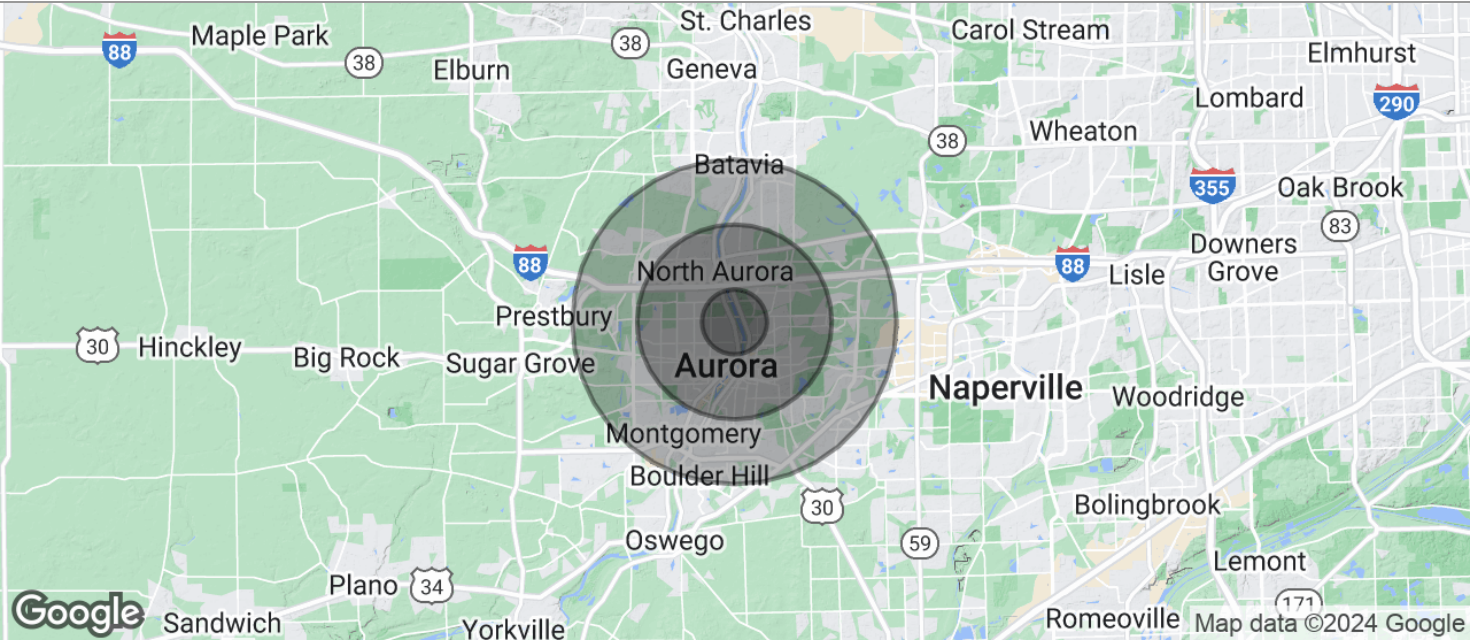 St. Charles
Carol Stream
Maple Park
38
Elmhurst
88
38
Elburn
Geneva
Lombard
290
Wheaton
38
Batavia
355
Oak Brook
83
Downers
Grove
88
North Aurora
88
Lisle
Prestbury
30
Hinckley
Big Rock
Sugar Grove
Aurora
Naperville
Woodridge
Montgomery
Boulder Hill
30
Bolingbrook
Oswego
59
Lemont
Plano
34
171
Google
Sandwich
Yorkville
Romeoville
Map data ©2024 Google